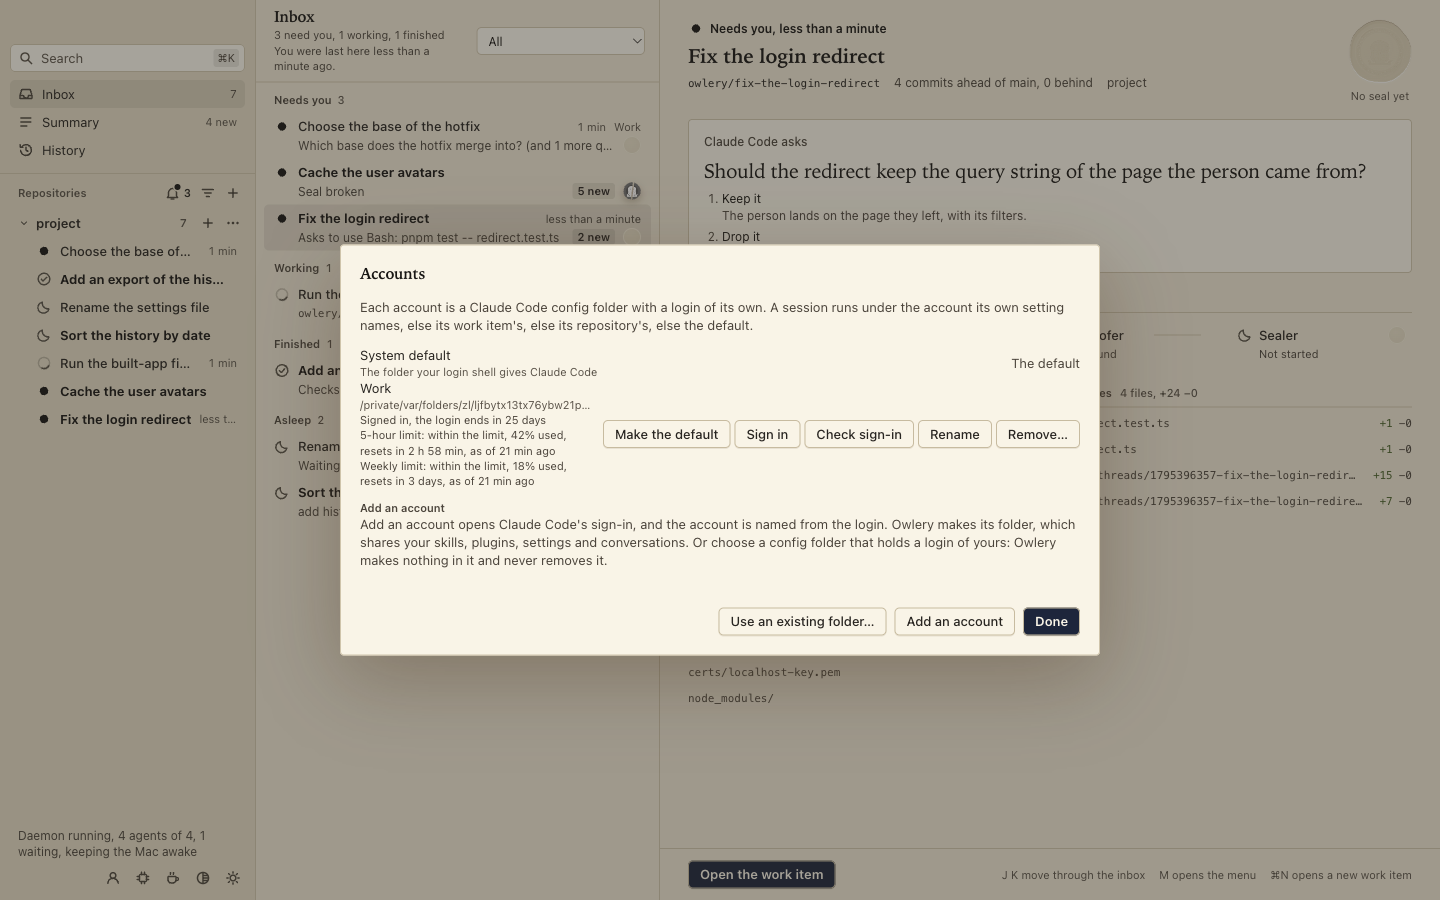 Search ⌘K
Inbox 7
Summary 4 new
History
Repositories 3
project 7
Choose the base of... 1 min
Add an export of the his...
Rename the settings file
Sort the history by date
Run the built-app fi... 1 min
Cache the user avatars
Fix the login redirect less t...
Daemon running, 4 agents of 4, 1
waiting, keeping the Mac awake
Inbox
3 need you, 1 working, 1 finished
You were last here less than a
minute ago.
All
Needs you 3
Choose the base of the hotfix 1 min Work
Which base does the hotfix merge into? (and 1 more q...
Cache the user avatars
Seal broken 5 new
Fix the login redirect less than a minute
Asks to use Bash: pnpm test -- redirect.test.ts 2 new
Working 1
Run the
owlery/
Finished 1
Add an
Checks
Asleep 2
Renam
Waiting
Sort th
add his
Needs you, less than a minute
Fix the login redirect
owlery/fix-the-login-redirect 4 commits ahead of main, 0 behind project
No seal yet
Claude Code asks
Should the redirect keep the query string of the page the person came from?
1. Keep it
The person lands on the page they left, with its filters.
2. Drop it
ofer Sealer
und Not started
es 4 files, +24 −0
ect.test.ts +1 −0
ect.ts +1 −0
threads/1795396357-fix-the-login-redir... +15 −0
threads/1795396357-fix-the-login-redire... +7 −0
certs/localhost-key.pem
node_modules/
Open the work item J K move through the inbox M opens the menu ⌘N opens a new work item
Accounts
Each account is a Claude Code config folder with a login of its own. A session runs under the account its own setting
names, else its work item's, else its repository's, else the default.
System default
The folder your login shell gives Claude Code
The default
Work
/private/var/folders/zl/ljfbytx13tx76ybw21p...
Signed in, the login ends in 25 days
5-hour limit: within the limit, 42% used,
resets in 2 h 58 min, as of 21 min ago
Weekly limit: within the limit, 18% used,
resets in 3 days, as of 21 min ago
Make the default Sign in Check sign-in Rename Remove...
Add an account
Add an account opens Claude Code's sign-in, and the account is named from the login. Owlery makes its folder, which
shares your skills, plugins, settings and conversations. Or choose a config folder that holds a login of yours: Owlery
makes nothing in it and never removes it.
Use an existing folder... Add an account Done